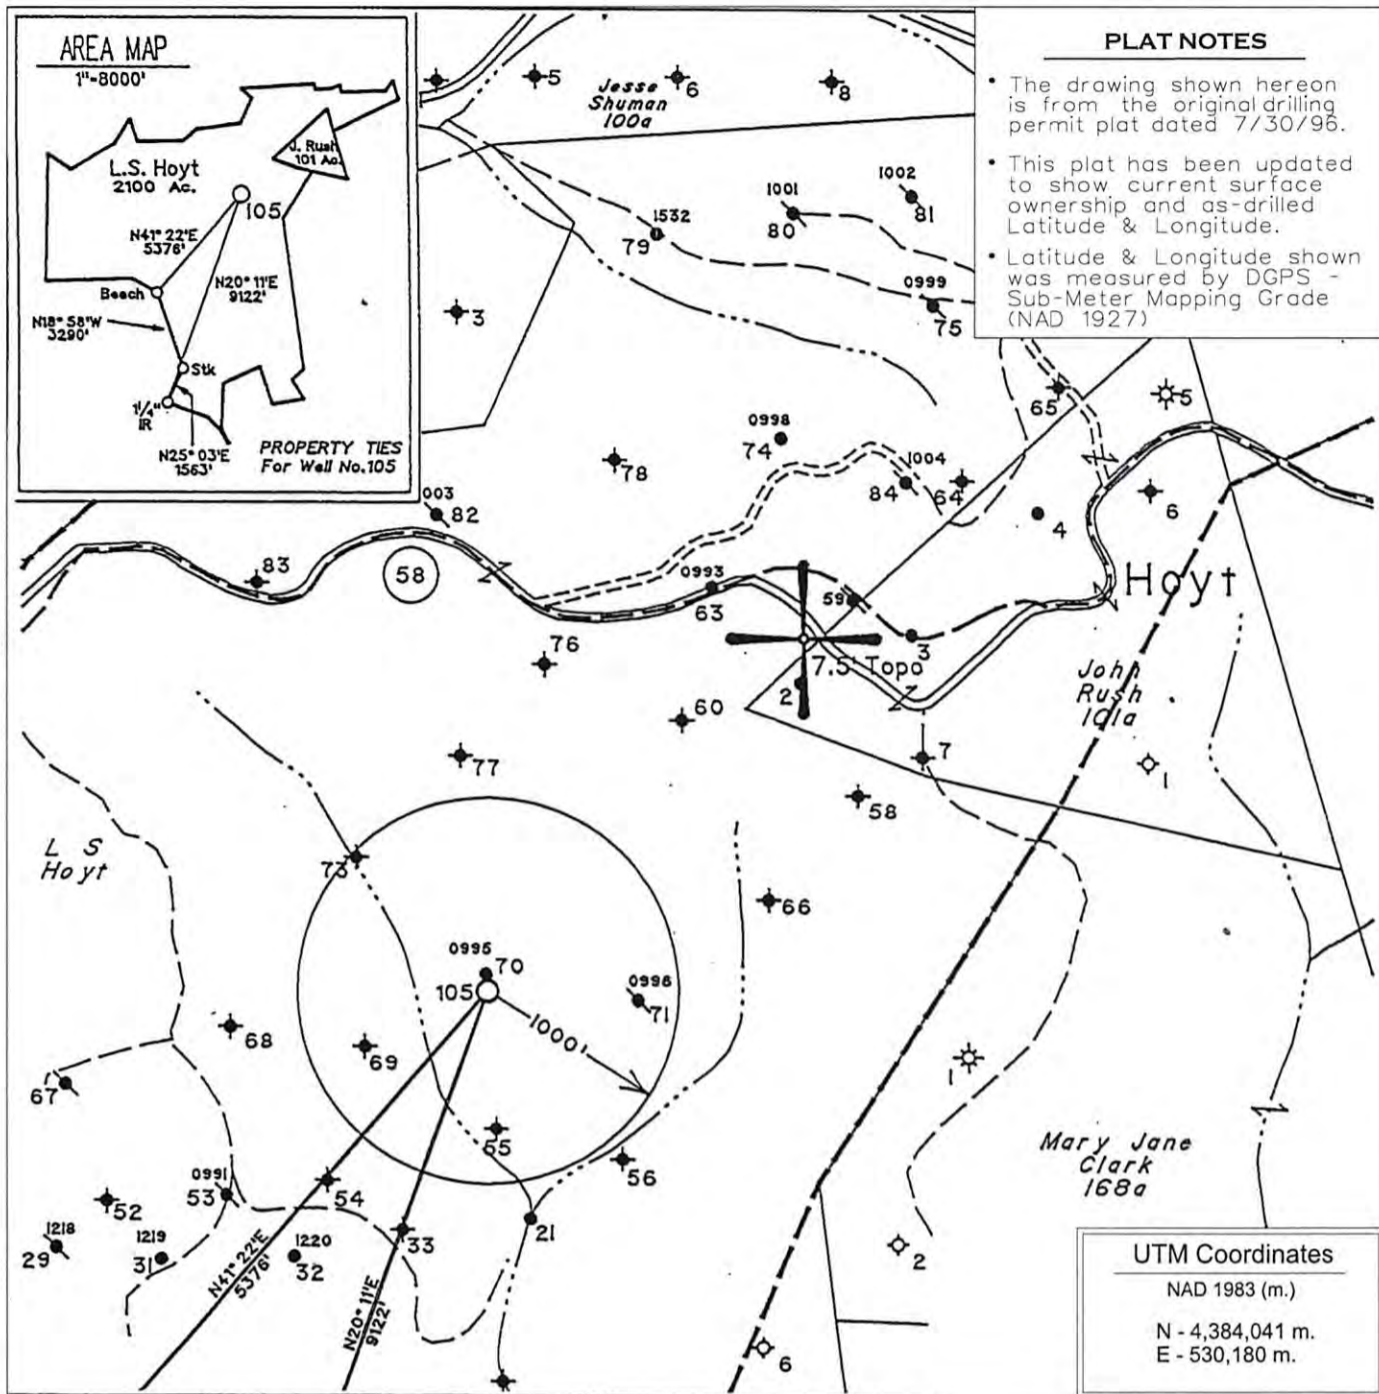 AREA MAP
1"-8000'
L.S. Hoyt
2100 Ac.
J. Rush
101 Ac.
105
N41° 22'E
5376'
N20° 11'E
9122'
Beech
N18° 58'W
3290'
Stk
1 1/4"
IR
N25° 03'E
1563'
PROPERTY TIES
For Well No.105
PLAT NOTES
• The drawing shown hereon
is from the original drilling
permit plat dated 7/30/96.
• This plat has been updated
to show current surface
ownership and as-drilled
Latitude & Longitude.
• Latitude & Longitude shown
was measured by DGPS -
Sub-Meter Mapping Grade
(NAD 1927)
5
6
8
Jesse
Shuman
100a
1001
80
1002
81
1532
79
0999
75
3
65
5
0998
74
78
1004
84
64
6
003
82
4
83
58
0993
63
59
Hoyt
3
76
7.5' Topo
2
John
Rush
101a
60
77
7
1
58
L S
Hoyt
73
66
0995
70
105
0996
71
1000'
68
69
67
1
55
Mary Jane
Clark
168a
56
0991
53
54
52
21
33
1218
29
1219
31
1220
32
2
N41° 22'E
5376'
N20° 11'E
9122'
6
UTM Coordinates
NAD 1983 (m.)
N - 4,384,041 m.
E - 530,180 m.